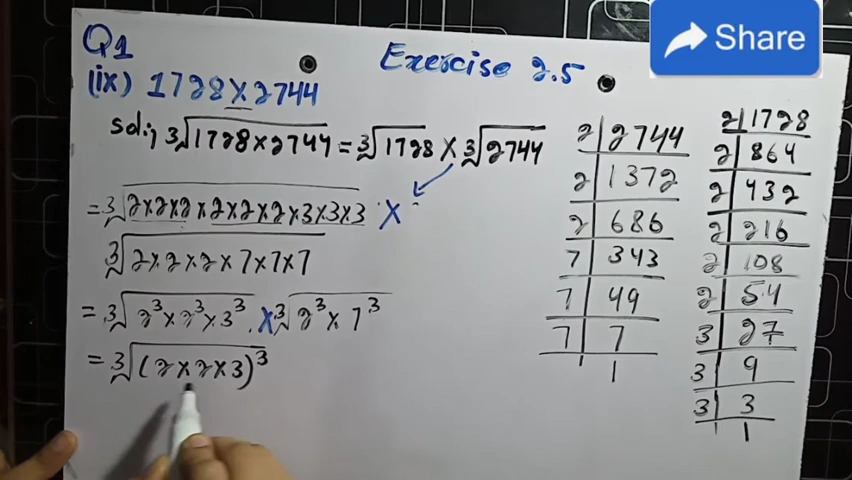 Share
Q1
Exercise 2.5
(ix) 1728 × 2744
Sol:, ∛1728×2744 = ∛1728 × ∛2744
= ∛2×2×2×2×2×2×3×3×3 ×
∛2×2×2×7×7×7
= ∛2³×2³×3³ × ∛2³×7³
= ∛(2×2×3)³
2 | 2744
2 | 1372
2 | 686
7 | 343
7 | 49
7 | 7
1
2 | 1728
2 | 864
2 | 432
2 | 216
2 | 108
2 | 54
3 | 27
3 | 9
3 | 3
1